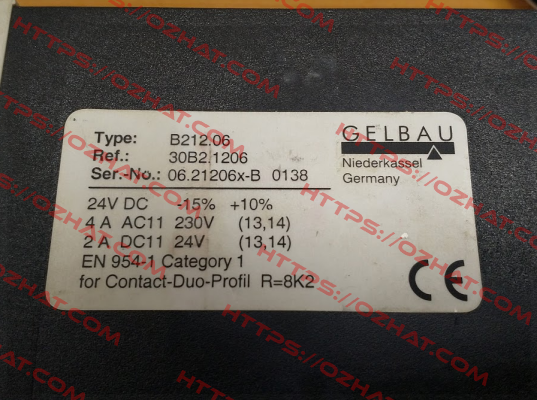 GELBAU
Niederkassel
Germany
Type: B212.06
Ref.: 30B2.1206
Ser.-No.: 06.21206x-B 0138
24V DC -15% +10%
4 A AC11 230V (13,14)
2 A DC11 24V (13,14)
EN 954-1 Category 1
for Contact-Duo-Profil R=8K2
CE
HTTPS://OZHAT.COM